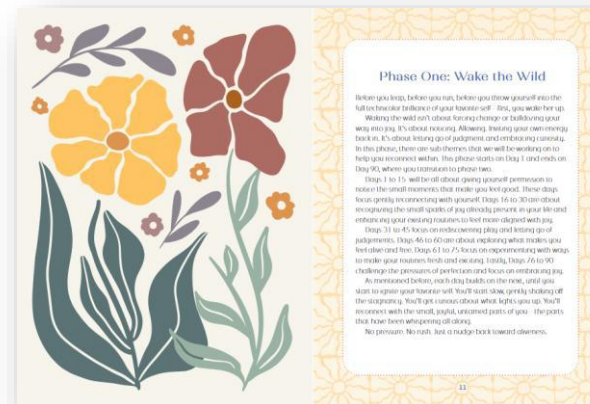 Phase One: Wake the Wild
Before you leap, before you run, before you throw yourself into the
full technicolor brilliance of your favorite self - first, you wake her up.
Waking the wild isn't about forcing change or bulldozing your
way into joy. It's about noticing. Allowing. Inviting your own energy
back in. It's about letting go of judgment and embracing curiosity.
In this phase, there are sub themes that we will be working on to
help you reconnect within. This phase starts on Day 1 and ends on
Day 90, where you transition to phase two.
Days 1 to 15 will be all about giving yourself permission to
notice the small moments that make you feel good. These days
focus gently reconnecting with yourself. Days 16 to 30 are about
recognizing the small sparks of joy already present in your life and
enhancing your existing routines to feel more aligned with joy.
Days 31 to 45 focus on rediscovering play and letting go of
judgements. Days 46 to 60 are about exploring what makes you
feel alive and free. Days 61 to 75 focus on experimenting with ways
to make your routines fresh and exciting. Lastly, Days 76 to 90
challenge the pressures of perfection and focus on embracing joy.
As mentioned before, each day builds on the next, until you
start to ignite your favorite self. You'll start slow, gently shaking off
the stagnancy. You'll get curious about what lights you up. You'll
reconnect with the small, joyful, untamed parts of you - the parts
that have been whispering all along.
No pressure. No rush. Just a nudge back toward aliveness.
11